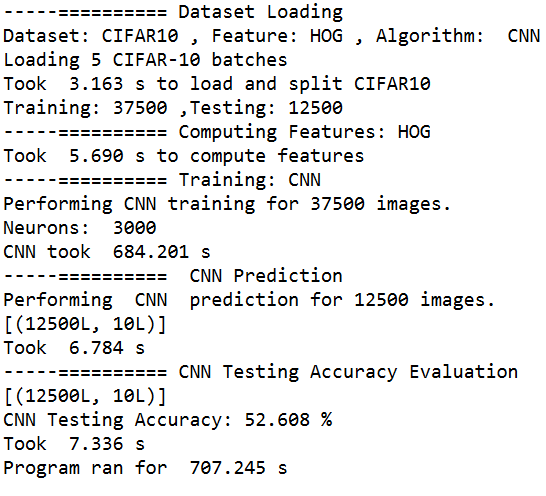 -----========== Dataset Loading
Dataset: CIFAR10 , Feature: HOG , Algorithm:  CNN
Loading 5 CIFAR-10 batches
Took  3.163 s to load and split CIFAR10
Training: 37500 ,Testing: 12500
-----========== Computing Features: HOG
Took  5.690 s to compute features
-----========== Training: CNN
Performing CNN training for 37500 images.
Neurons:  3000
CNN took  684.201 s
-----==========  CNN Prediction
Performing  CNN  prediction for 12500 images.
[(12500L, 10L)]
Took  6.784 s
-----========== CNN Testing Accuracy Evaluation
[(12500L, 10L)]
CNN Testing Accuracy: 52.608 %
Took  7.336 s
Program ran for  707.245 s